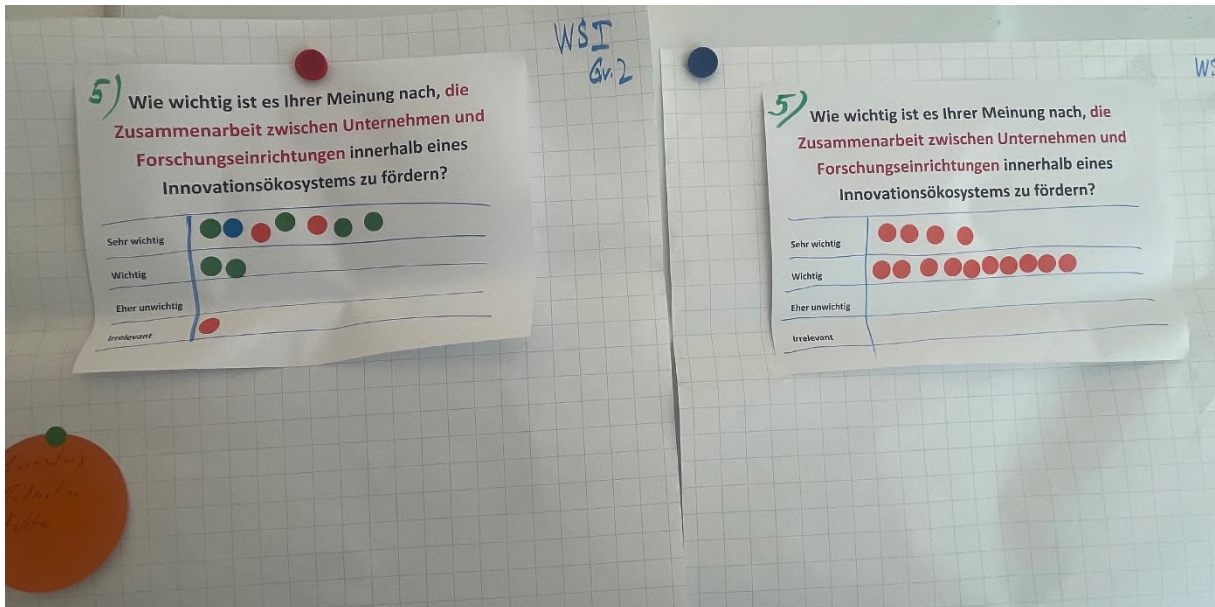 WSI
Gr.2
5) Wie wichtig ist es Ihrer Meinung nach, die
Zusammenarbeit zwischen Unternehmen und
Forschungseinrichtungen innerhalb eines
Innovationsökosystems zu fördern?
Sehr wichtig
Wichtig
Eher unwichtig
Irrelevant
WS
5) Wie wichtig ist es Ihrer Meinung nach, die
Zusammenarbeit zwischen Unternehmen und
Forschungseinrichtungen innerhalb eines
Innovationsökosystems zu fördern?
Sehr wichtig
Wichtig
Eher unwichtig
Irrelevant